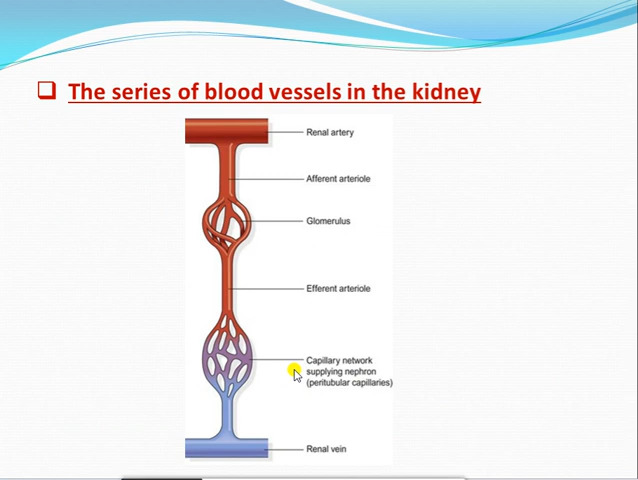 The series of blood vessels in the kidney
Renal artery
Afferent arteriole
Glomerulus
Efferent arteriole
Capillary network
supplying nephron
(peritubular capillaries)
Renal vein